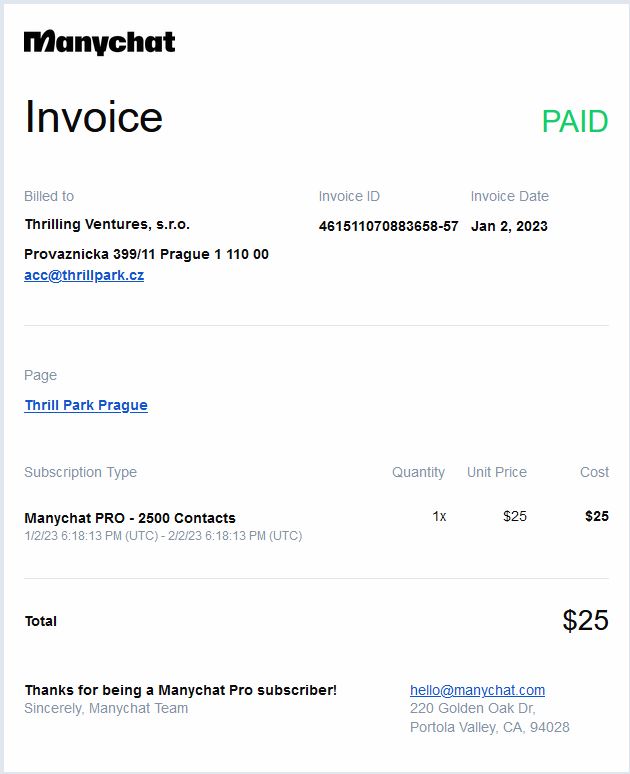 Manychat
Invoice PAID
Billed to Invoice ID Invoice Date
Thrilling Ventures, s.r.o. 461511070883658-57 Jan 2, 2023
Provaznicka 399/11 Prague 1 110 00
acc@thrillpark.cz
Page
Thrill Park Prague
Subscription Type Quantity Unit Price Cost
Manychat PRO - 2500 Contacts 1x $25 $25
1/2/23 6:18:13 PM (UTC) - 2/2/23 6:18:13 PM (UTC)
Total $25
Thanks for being a Manychat Pro subscriber! hello@manychat.com
Sincerely, Manychat Team 220 Golden Oak Dr,
Portola Valley, CA, 94028